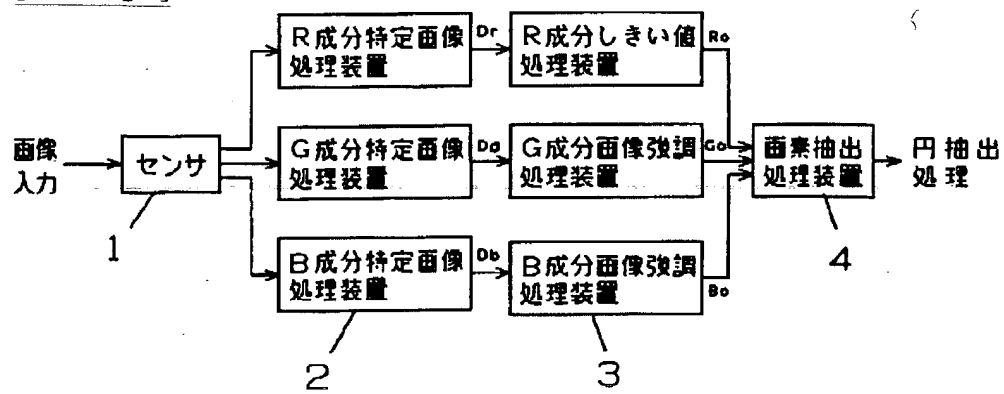 画像
入力
センサ
1
R成分特定画像
処理装置
Dr
R成分しきい値
処理装置
Ro
G成分特定画像
処理装置
Dg
G成分画像強調
処理装置
Go
B成分特定画像
処理装置
Db
B成分画像強調
処理装置
Bo
2
3
画素抽出
処理装置
4
円抽出
処理